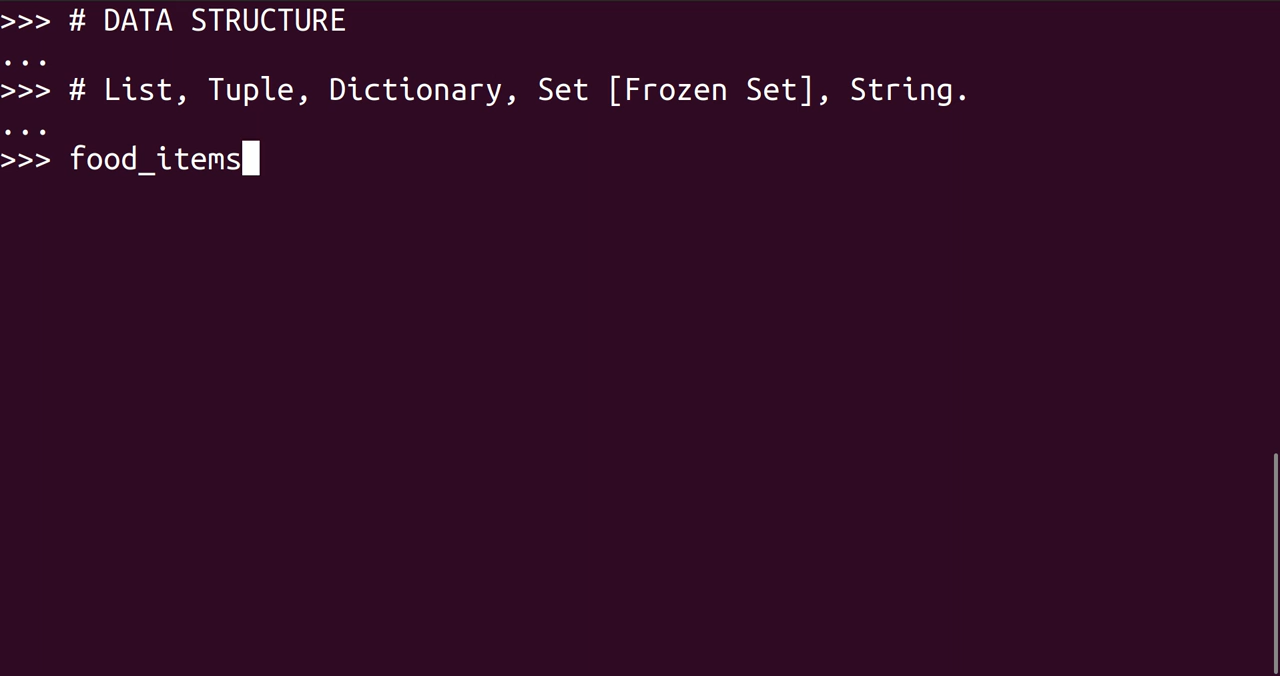 >>> # DATA STRUCTURE
...
>>> # List, Tuple, Dictionary, Set [Frozen Set], String.
...
>>> food_items